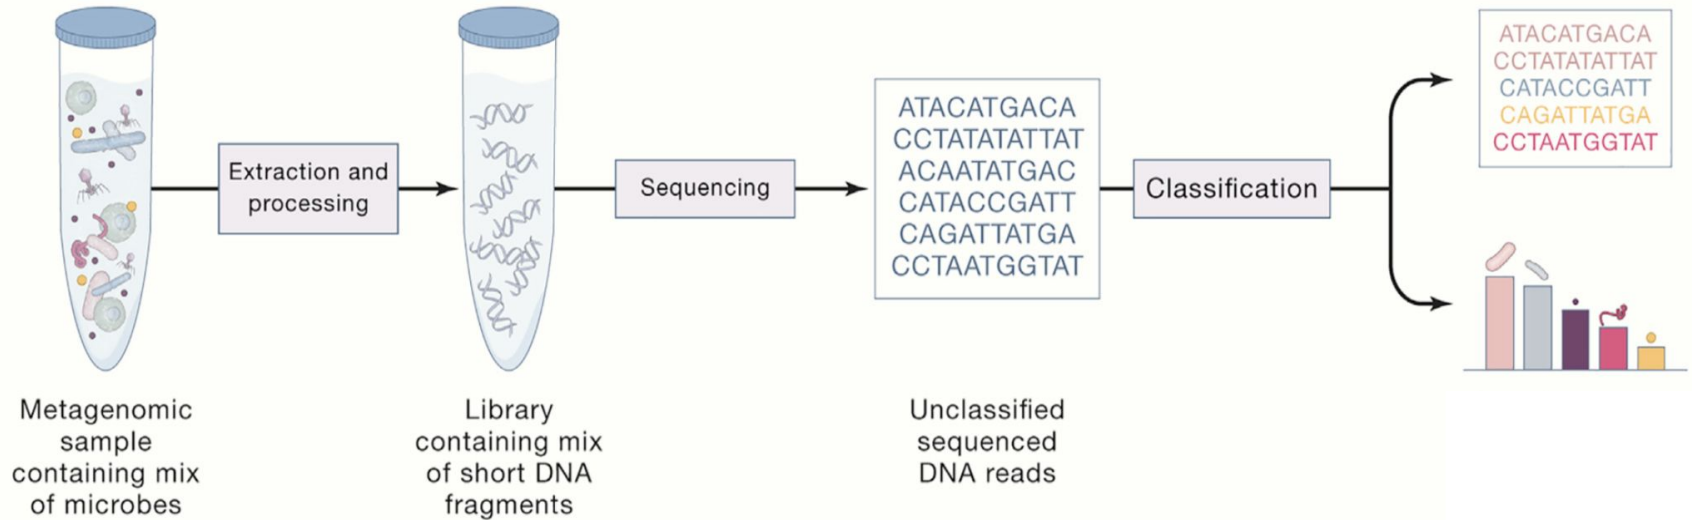 Extraction and
processing
Sequencing
ATACATGACA
CCTATATATTAT
ACAATATGAC
CATACCGATT
CAGATTATGA
CCTAATGGTAT
Classification
ATACATGACA
CCTATATATTAT
CATACCGATT
CAGATTATGA
CCTAATGGTAT
Metagenomic
sample
containing mix
of microbes
Library
containing mix
of short DNA
fragments
Unclassified
sequenced
DNA reads